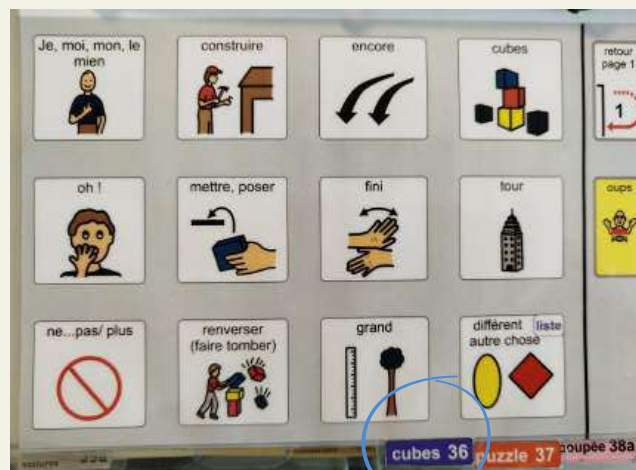 Je, moi, mon, le
mien
construire
encore
cubes
retour
page 1
1
oh !
mettre, poser
fini
tour
oups
ne...pas/ plus
renverser
(faire tomber)
grand
différent
autre chose
liste
cubes 36
puzzle 37
poupée 38a